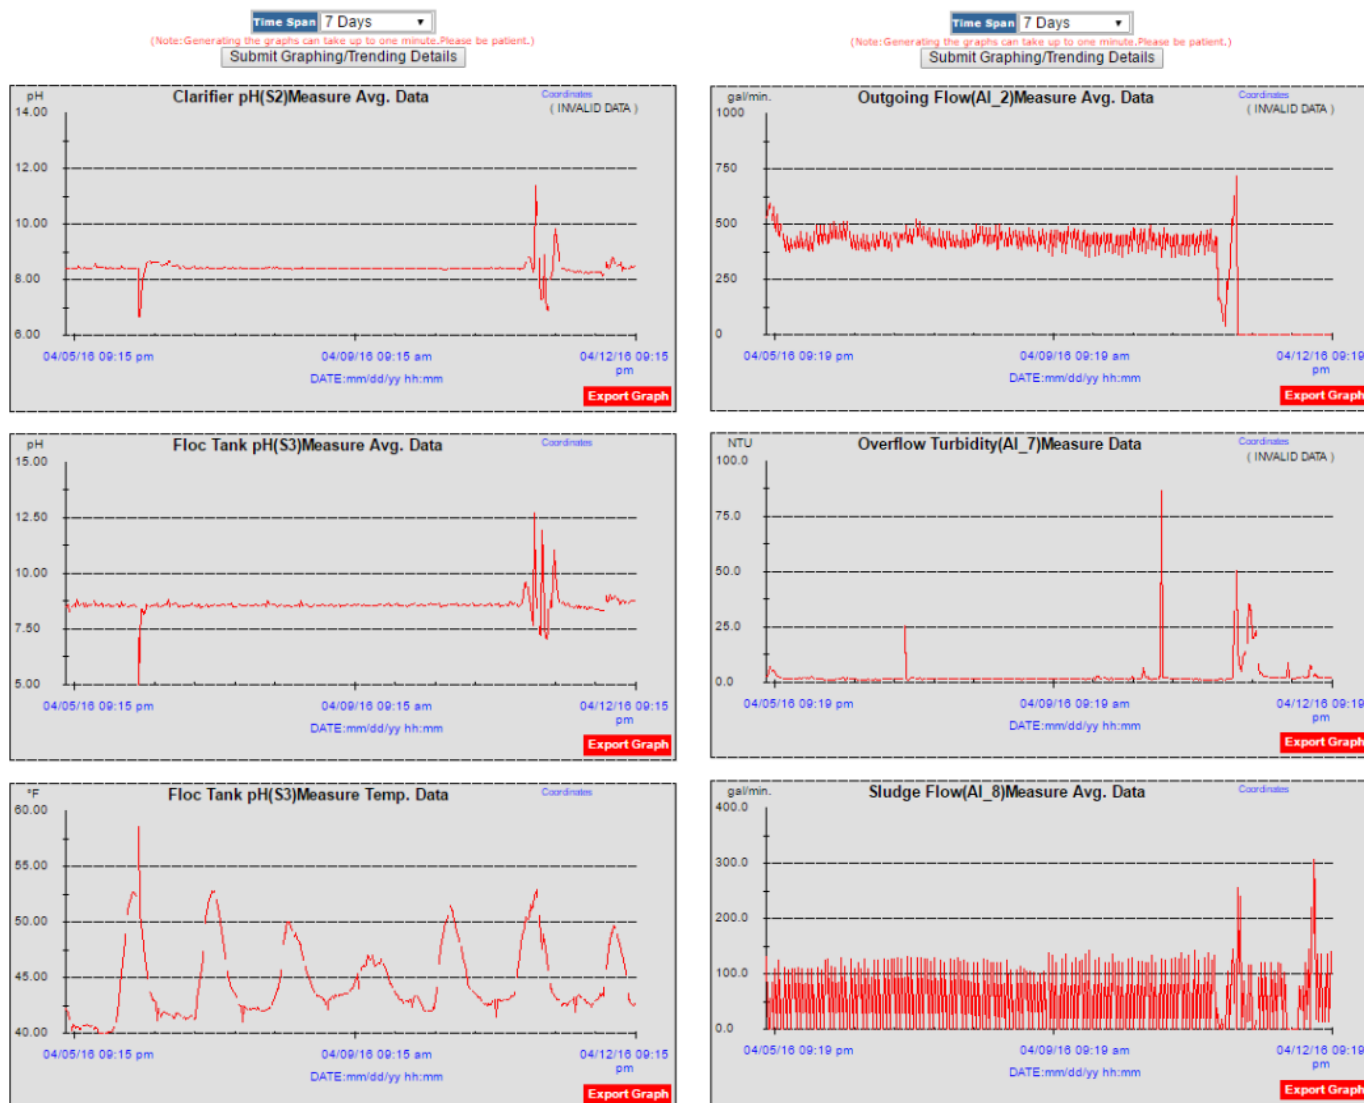 Time Span 7 Days
(Note:Generating the graphs can take up to one minute.Please be patient.)
Submit Graphing/Trending Details
pH
Clarifier pH(S2)Measure Avg. Data
Coordinates
( INVALID DATA )
14.00
12.00
11.00
10.00
8.00
6.00
04/05/16 09:15 pm
04/09/16 09:15 am
04/12/16 09:15
pm
DATE:mm/dd/yy hh:mm
Export Graph
pH
Floc Tank pH(S3)Measure Avg. Data
Coordinates
15.00
12.50
10.00
7.50
5.00
04/05/16 09:15 pm
04/09/16 09:15 am
04/12/16 09:15
pm
DATE:mm/dd/yy hh:mm
Export Graph
°F
Floc Tank pH(S3)Measure Temp. Data
Coordinates
60.00
55.00
50.00
45.00
40.00
04/05/16 09:15 pm
04/09/16 09:15 am
04/12/16 09:15
pm
DATE:mm/dd/yy hh:mm
Export Graph
Time Span 7 Days
(Note:Generating the graphs can take up to one minute.Please be patient.)
Submit Graphing/Trending Details
gal/min.
Outgoing Flow(AI_2)Measure Avg. Data
Coordinates
( INVALID DATA )
1000
750
500
250
0
04/05/16 09:19 pm
04/09/16 09:19 am
04/12/16 09:19
pm
DATE:mm/dd/yy hh:mm
Export Graph
NTU
Overflow Turbidity(AI_7)Measure Data
Coordinates
( INVALID DATA )
100.0
75.0
50.0
25.0
0.0
04/05/16 09:19 pm
04/09/16 09:19 am
04/12/16 09:19
pm
DATE:mm/dd/yy hh:mm
Export Graph
gal/min.
Sludge Flow(AI_8)Measure Avg. Data
Coordinates
400.0
300.0
200.0
100.0
0.0
04/05/16 09:19 pm
04/09/16 09:19 am
04/12/16 09:19
pm
DATE:mm/dd/yy hh:mm
Export Graph